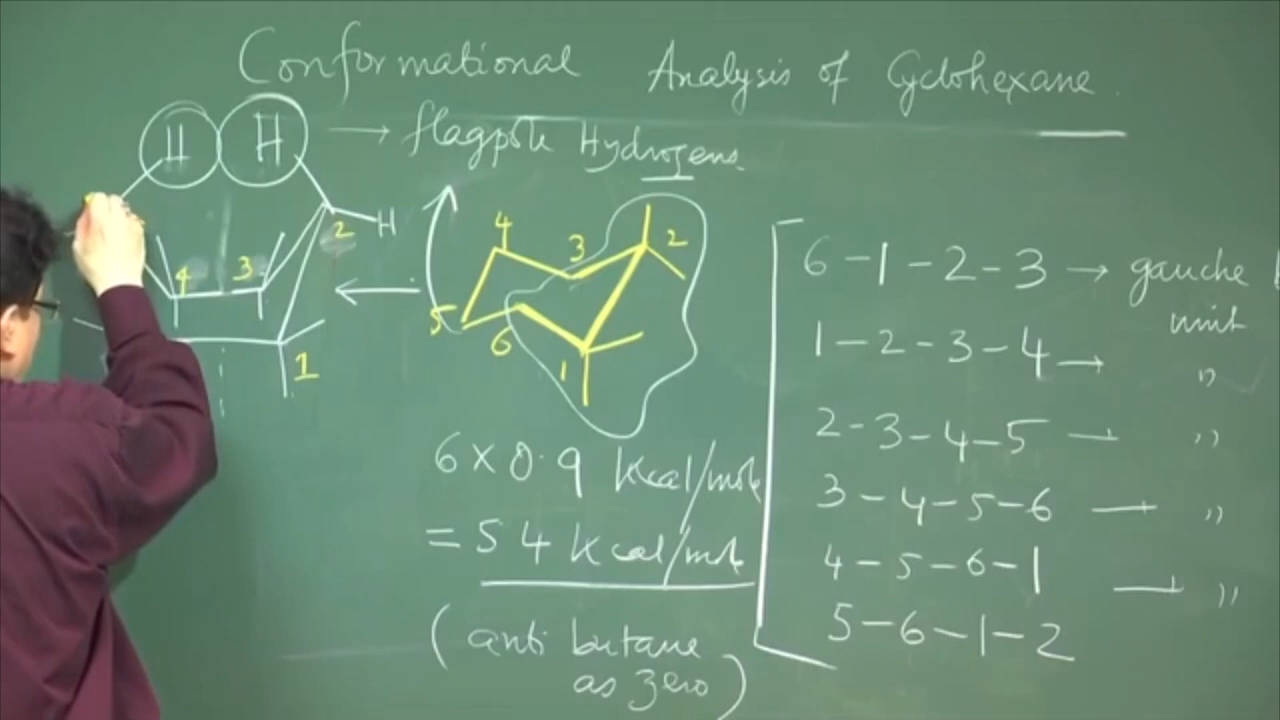 Conformational Analysis of Cyclohexane
H H → flagpole Hydrogens
H
2
4 3
1
4 3 2
5 6 1
6 × 0.9 Kcal/mole
= 5 4 Kcal/mole
(anti butane
as zero)
6 - 1 - 2 - 3 → gauche
unit
1 - 2 - 3 - 4 → ,,
2 - 3 - 4 - 5 — ,,
3 - 4 - 5 - 6 — ,,
4 - 5 - 6 - 1 — ,,
5 - 6 - 1 - 2